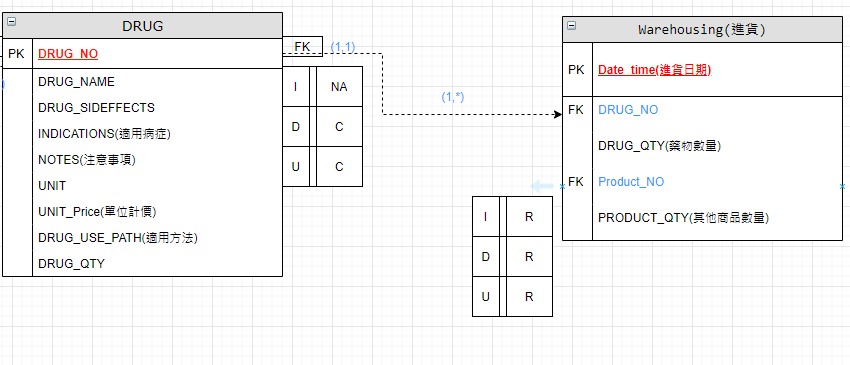 DRUG
PK DRUG_NO
DRUG_NAME
DRUG_SIDEFFECTS
INDICATIONS(適用病症)
NOTES(注意事項)
UNIT
UNIT_Price(單位計價)
DRUG_USE_PATH(適用方法)
DRUG_QTY
FK (1,1)
I NA
D C
U C
(1,*)
Warehousing(進貨)
PK Date_time(進貨日期)
FK DRUG_NO
DRUG_QTY(藥物數量)
FK Product_NO
PRODUCT_QTY(其他商品數量)
I R
D R
U R